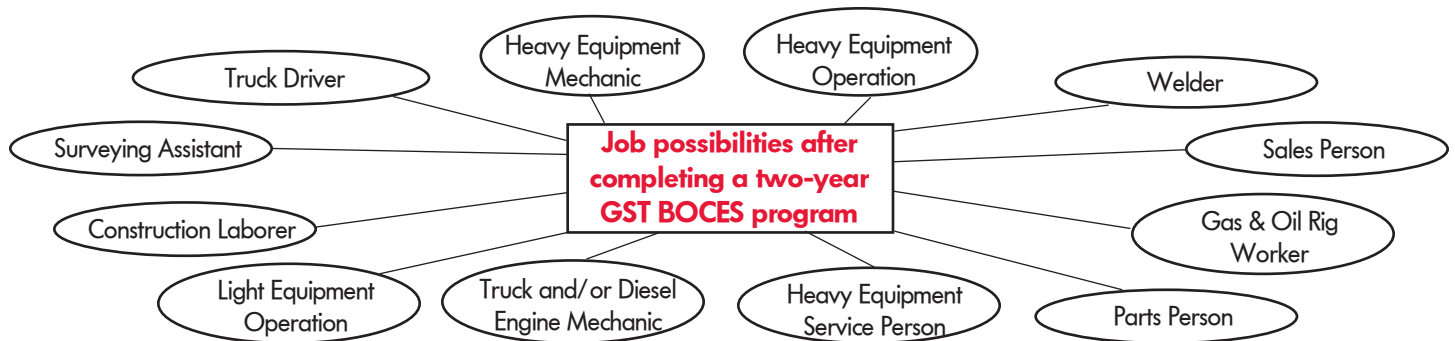 Heavy Equipment
Mechanic
Heavy Equipment
Operation
Truck Driver
Welder
Surveying Assistant
Job possibilities after
completing a two-year
GST BOCES program
Sales Person
Construction Laborer
Gas & Oil Rig
Worker
Light Equipment
Operation
Truck and/or Diesel
Engine Mechanic
Heavy Equipment
Service Person
Parts Person